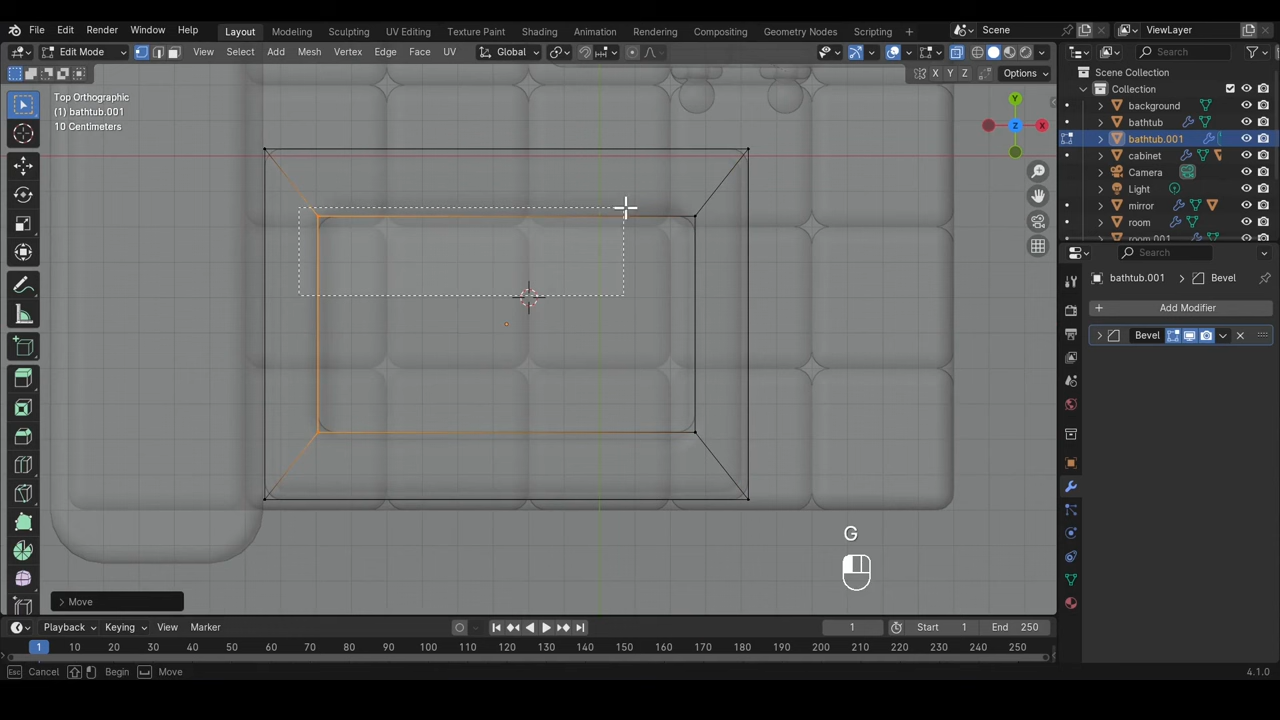 File Edit Render Window Help Layout Modeling Sculpting UV Editing Texture Paint Shading Animation Rendering Compositing Geometry Nodes Scripting + Scene ViewLayer
Edit Mode View Select Add Mesh Vertex Edge Face UV Global Search
X Y Z Options Scene Collection
Collection
Top Orthographic
(1) bathtub.001
10 Centimeters
Y
Z
X
background
bathtub
bathtub.001
cabinet
Camera
Light
mirror
room
room.001
Search
bathtub.001 > Bevel
+ Add Modifier
Bevel
G
> Move
Playback Keying View Marker 1 Start 1 End 250
1 10 20 30 40 50 60 70 80 90 100 110 120 130 140 150 160 170 180 190 200 210 220 230 240 250
Esc Cancel Begin Move 4.1.0